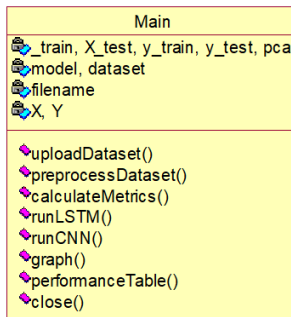 Main
_train, X_test, y_train, y_test, pca
model, dataset
filename
X, Y
uploadDataset()
preprocessDataset()
calculateMetrics()
runLSTM()
runCNN()
graph()
performanceTable()
close()